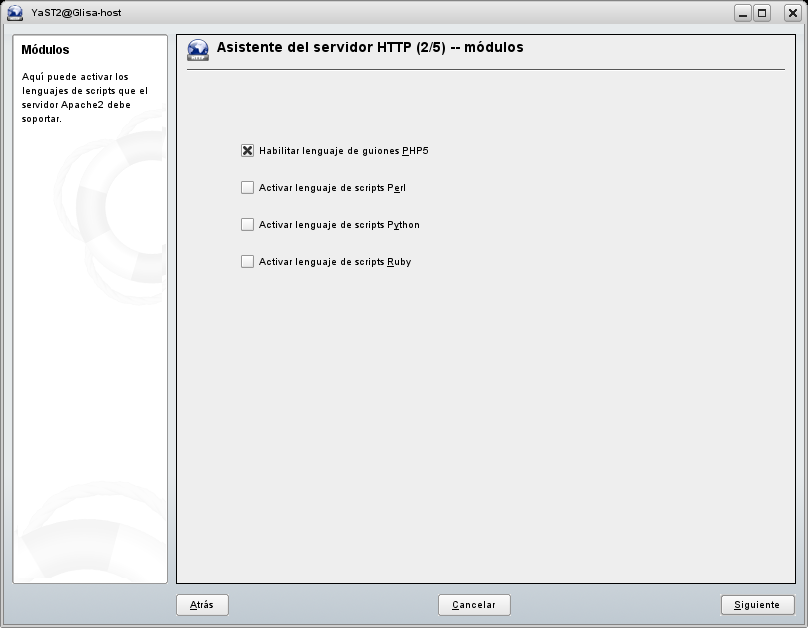 YaST2@Glisa-host
Módulos
Aquí puede activar los
lenguajes de scripts que el
servidor Apache2 debe
soportar.
Asistente del servidor HTTP (2/5) -- módulos
Habilitar lenguaje de guiones PHP5
Activar lenguaje de scripts Perl
Activar lenguaje de scripts Python
Activar lenguaje de scripts Ruby
Atrás
Cancelar
Siguiente